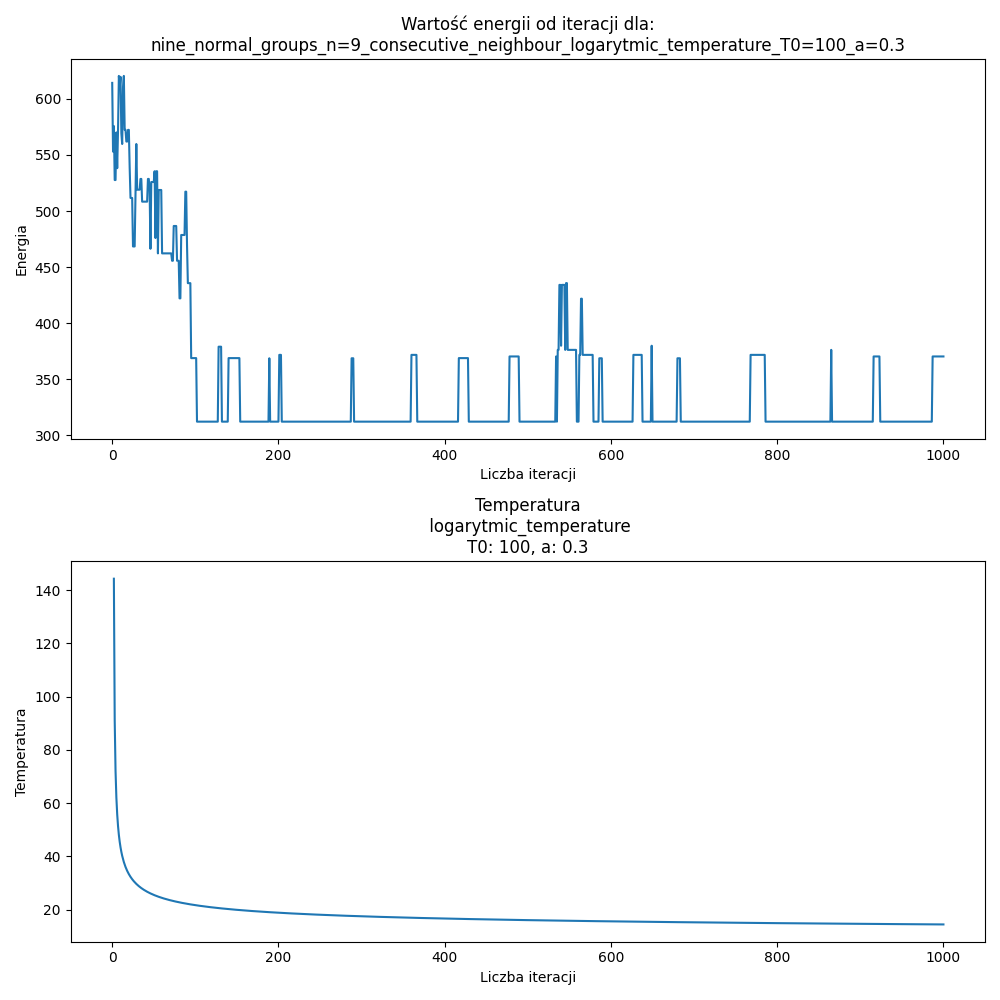 Wartość energii od iteracji dla:
nine_normal_groups_n=9_consecutive_neighbour_logarytmic_temperature_T0=100_a=0.3
600
550
500
450
400
350
300
Energia
0 200 400 600 800 1000
Liczba iteracji
Temperatura
logarytmic_temperature
T0: 100, a: 0.3
140
120
100
80
60
40
20
Temperatura
0 200 400 600 800 1000
Liczba iteracji